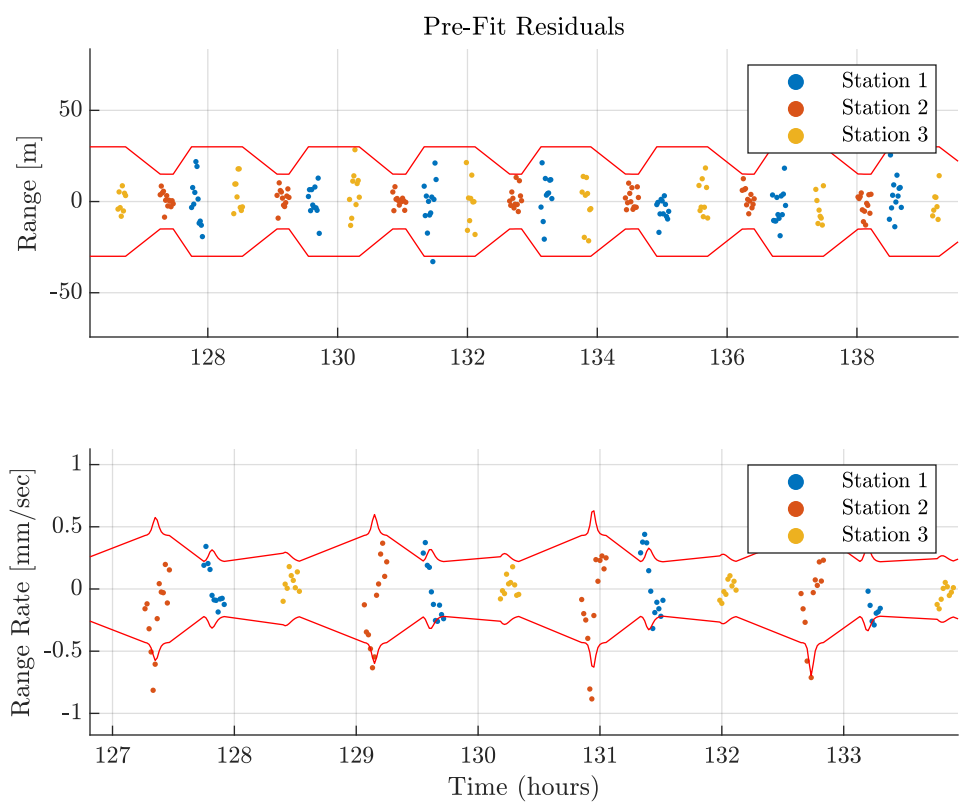 Pre-Fit Residuals
Range [m]
50
0
-50
Station 1
Station 2
Station 3
128 130 132 134 136 138
Range Rate [mm/sec]
1
0.5
0
-0.5
-1
Station 1
Station 2
Station 3
127 128 129 130 131 132 133
Time (hours)